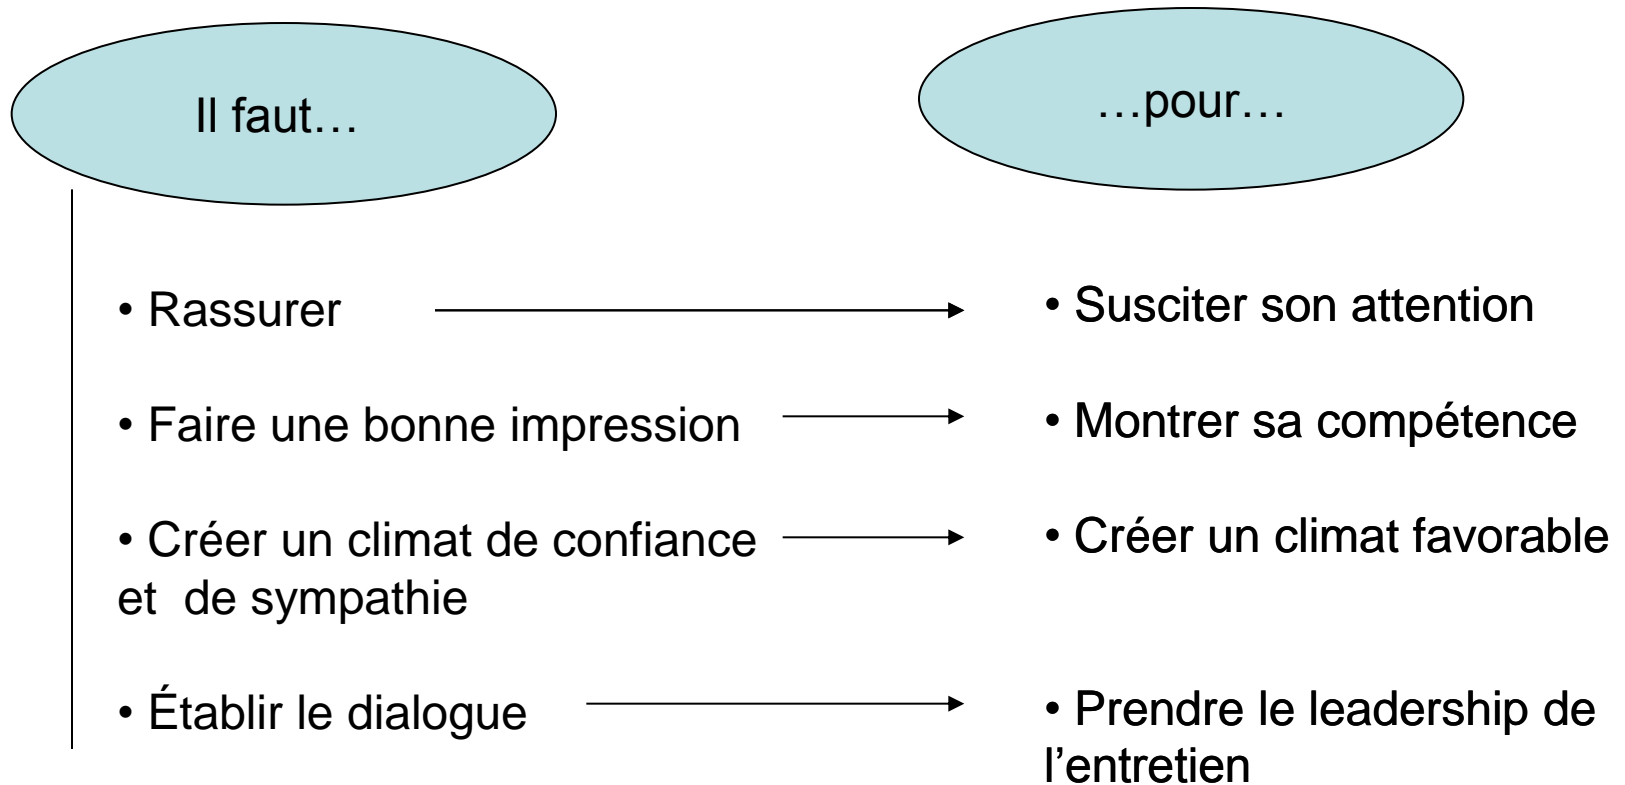 Il faut…
…pour…
• Rassurer
• Susciter son attention
• Faire une bonne impression
• Montrer sa compétence
• Créer un climat de confiance
et  de sympathie
• Créer un climat favorable
• Établir le dialogue
• Prendre le leadership de
l’entretien